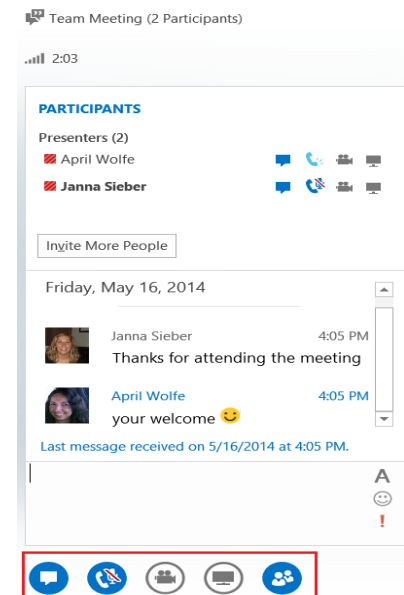 Team Meeting (2 Participants)
2:03
PARTICIPANTS
Presenters (2)
April Wolfe
Janna Sieber
Invite More People
Friday, May 16, 2014
Janna Sieber 4:05 PM
Thanks for attending the meeting
April Wolfe 4:05 PM
your welcome
Last message received on 5/16/2014 at 4:05 PM.
A
!